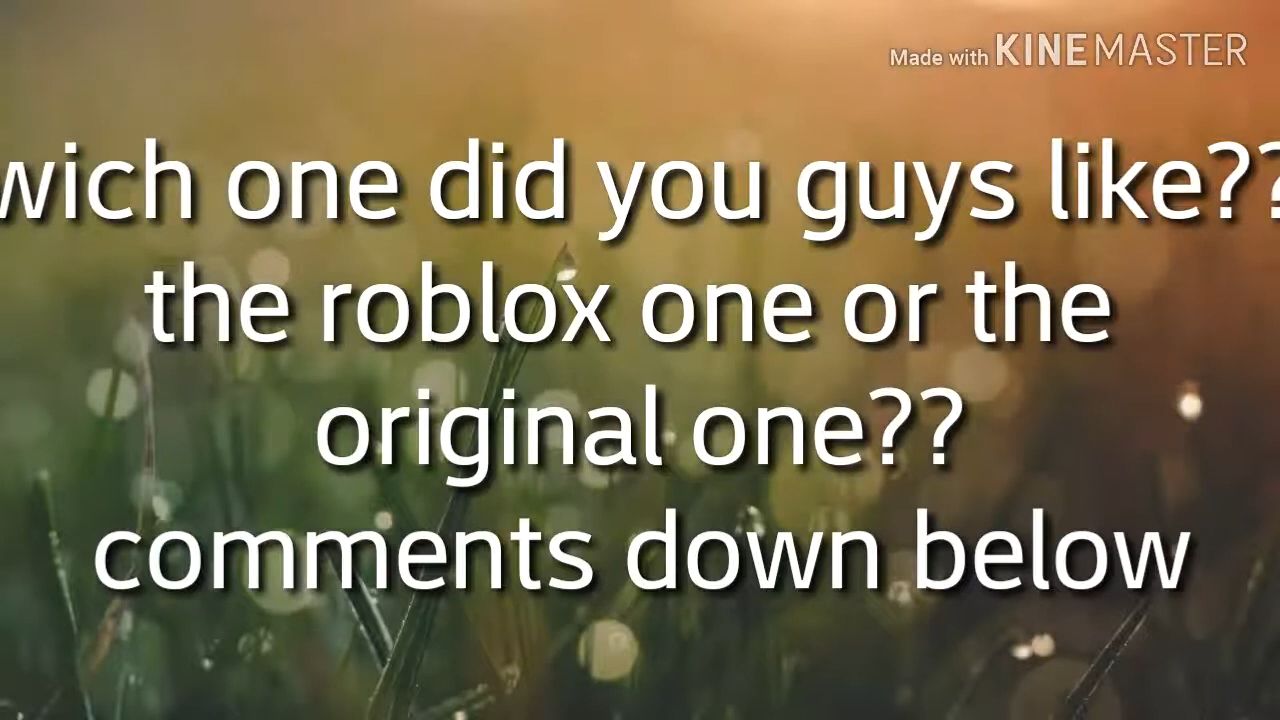 Made with KINEMASTER
wich one did you guys like??
the roblox one or the
original one??
comments down below